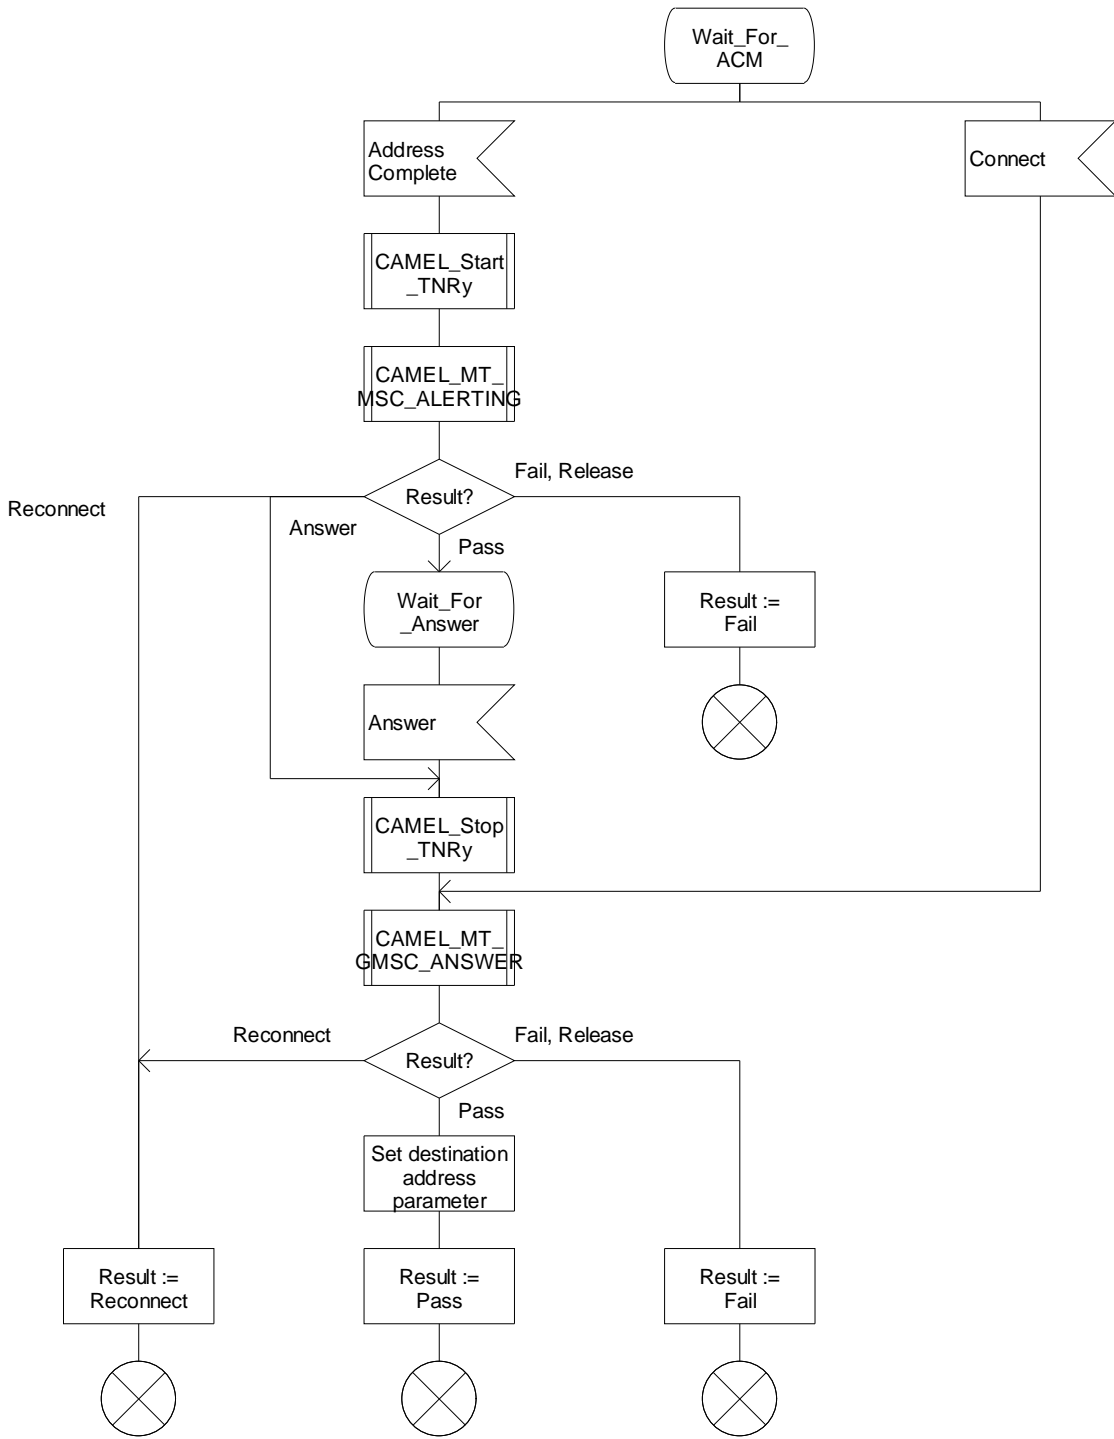 Wait_For_
ACM
Address
Complete
Connect
CAMEL_Start
_TNRy
CAMEL_MT_
MSC_ALERTING
Fail, Release
Result?
Reconnect
Answer
Pass
Wait_For
_Answer
Result :=
Fail
Answer
CAMEL_Stop
_TNRy
CAMEL_MT_
GMSC_ANSWER
Reconnect
Fail, Release
Result?
Pass
Set destination
address
parameter
Result :=
Reconnect
Result :=
Pass
Result :=
Fail